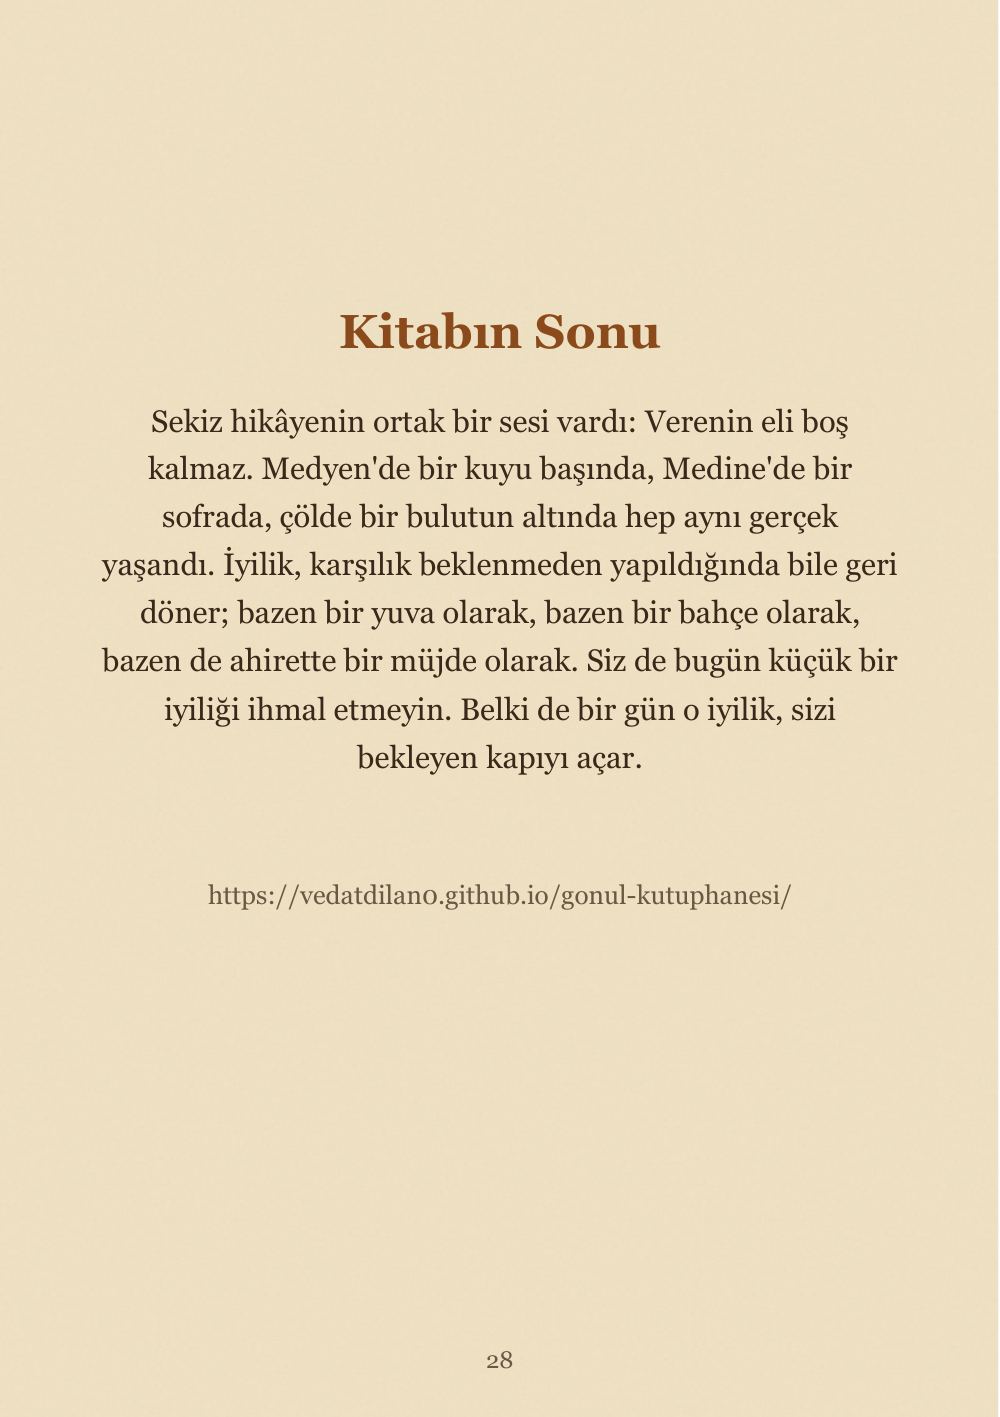 Kitabın Sonu
Sekiz hikâyenin ortak bir sesi vardı: Verenin eli boş
kalmaz. Medyen'de bir kuyu başında, Medine'de bir
sofrada, çölde bir bulutun altında hep aynı gerçek
yaşandı. İyilik, karşılık beklenmeden yapıldığında bile geri
döner; bazen bir yuva olarak, bazen bir bahçe olarak,
bazen de ahirette bir müjde olarak. Siz de bugün küçük bir
iyiliği ihmal etmeyin. Belki de bir gün o iyilik, sizi
bekleyen kapıyı açar.
https://vedatdilan0.github.io/gonul-kutuphanesi/
28